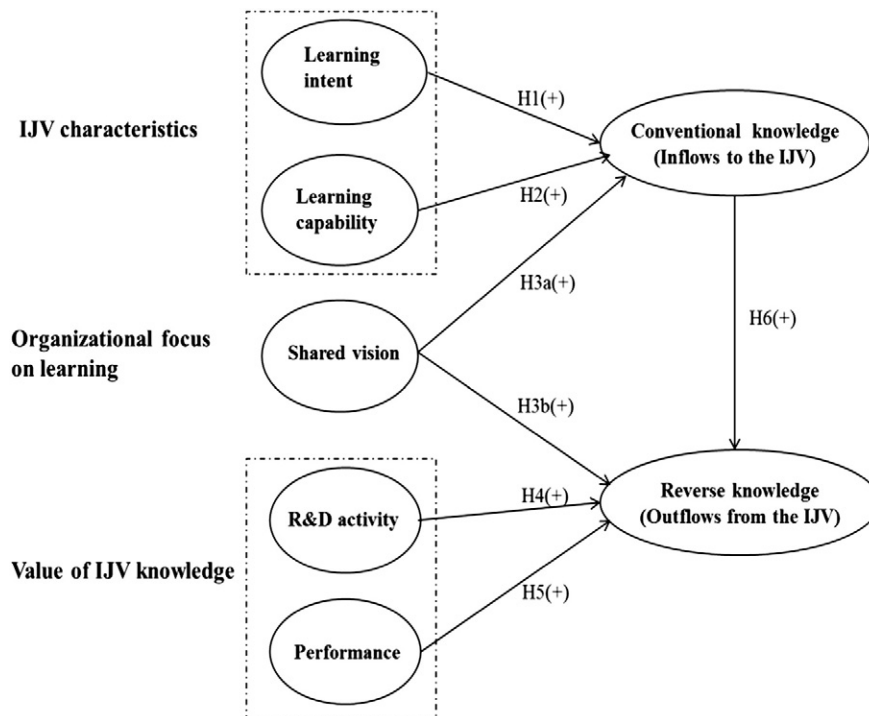 Learning
intent
H1(+)
IJV characteristics
Conventional knowledge
(Inflows to the IJV)
Learning
capability
H2(+)
H3a(+)
Organizational focus
on learning
Shared vision
H6(+)
H3b(+)
R&D activity
H4(+)
Reverse knowledge
(Outflows from the IJV)
Value of IJV knowledge
H5(+)
Performance